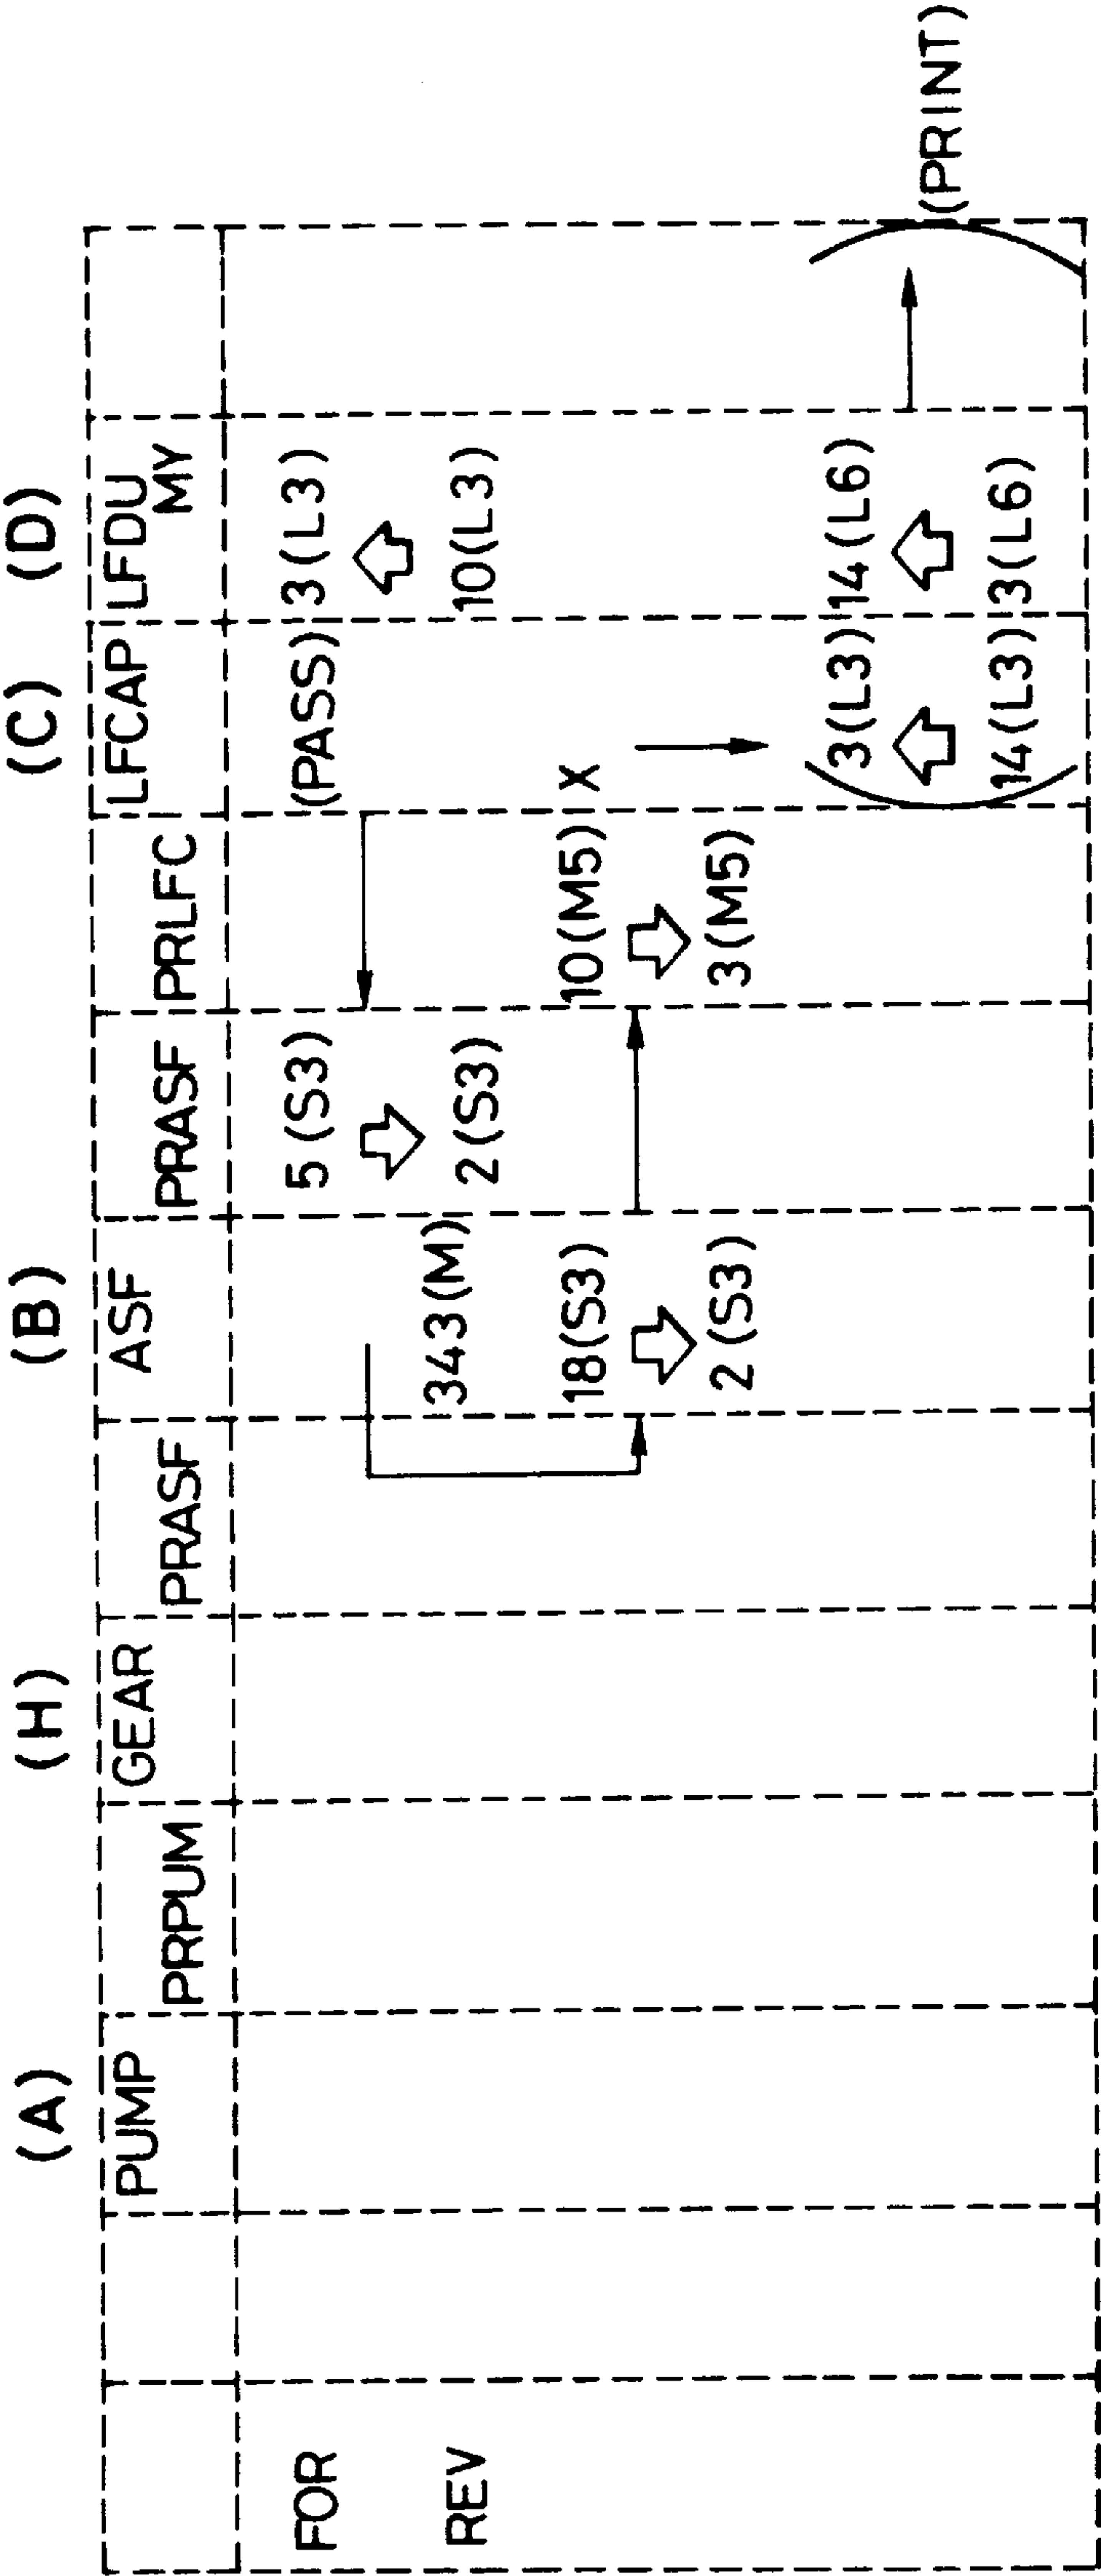 (A) (H) (B) (C) (D)
PUMP PRPUM GEAR PRASF ASF PRASF PRLFC LFCAP LFDU
MY
FOR 5(S3) (PASS) 3(L3)
REV 343(M) 2(S3) 10(L3)
18(S3) 10(M5) X
2(S3) 3(M5)
3(L3) 14(L6)
(PRINT)
14(L3) 3(L6)